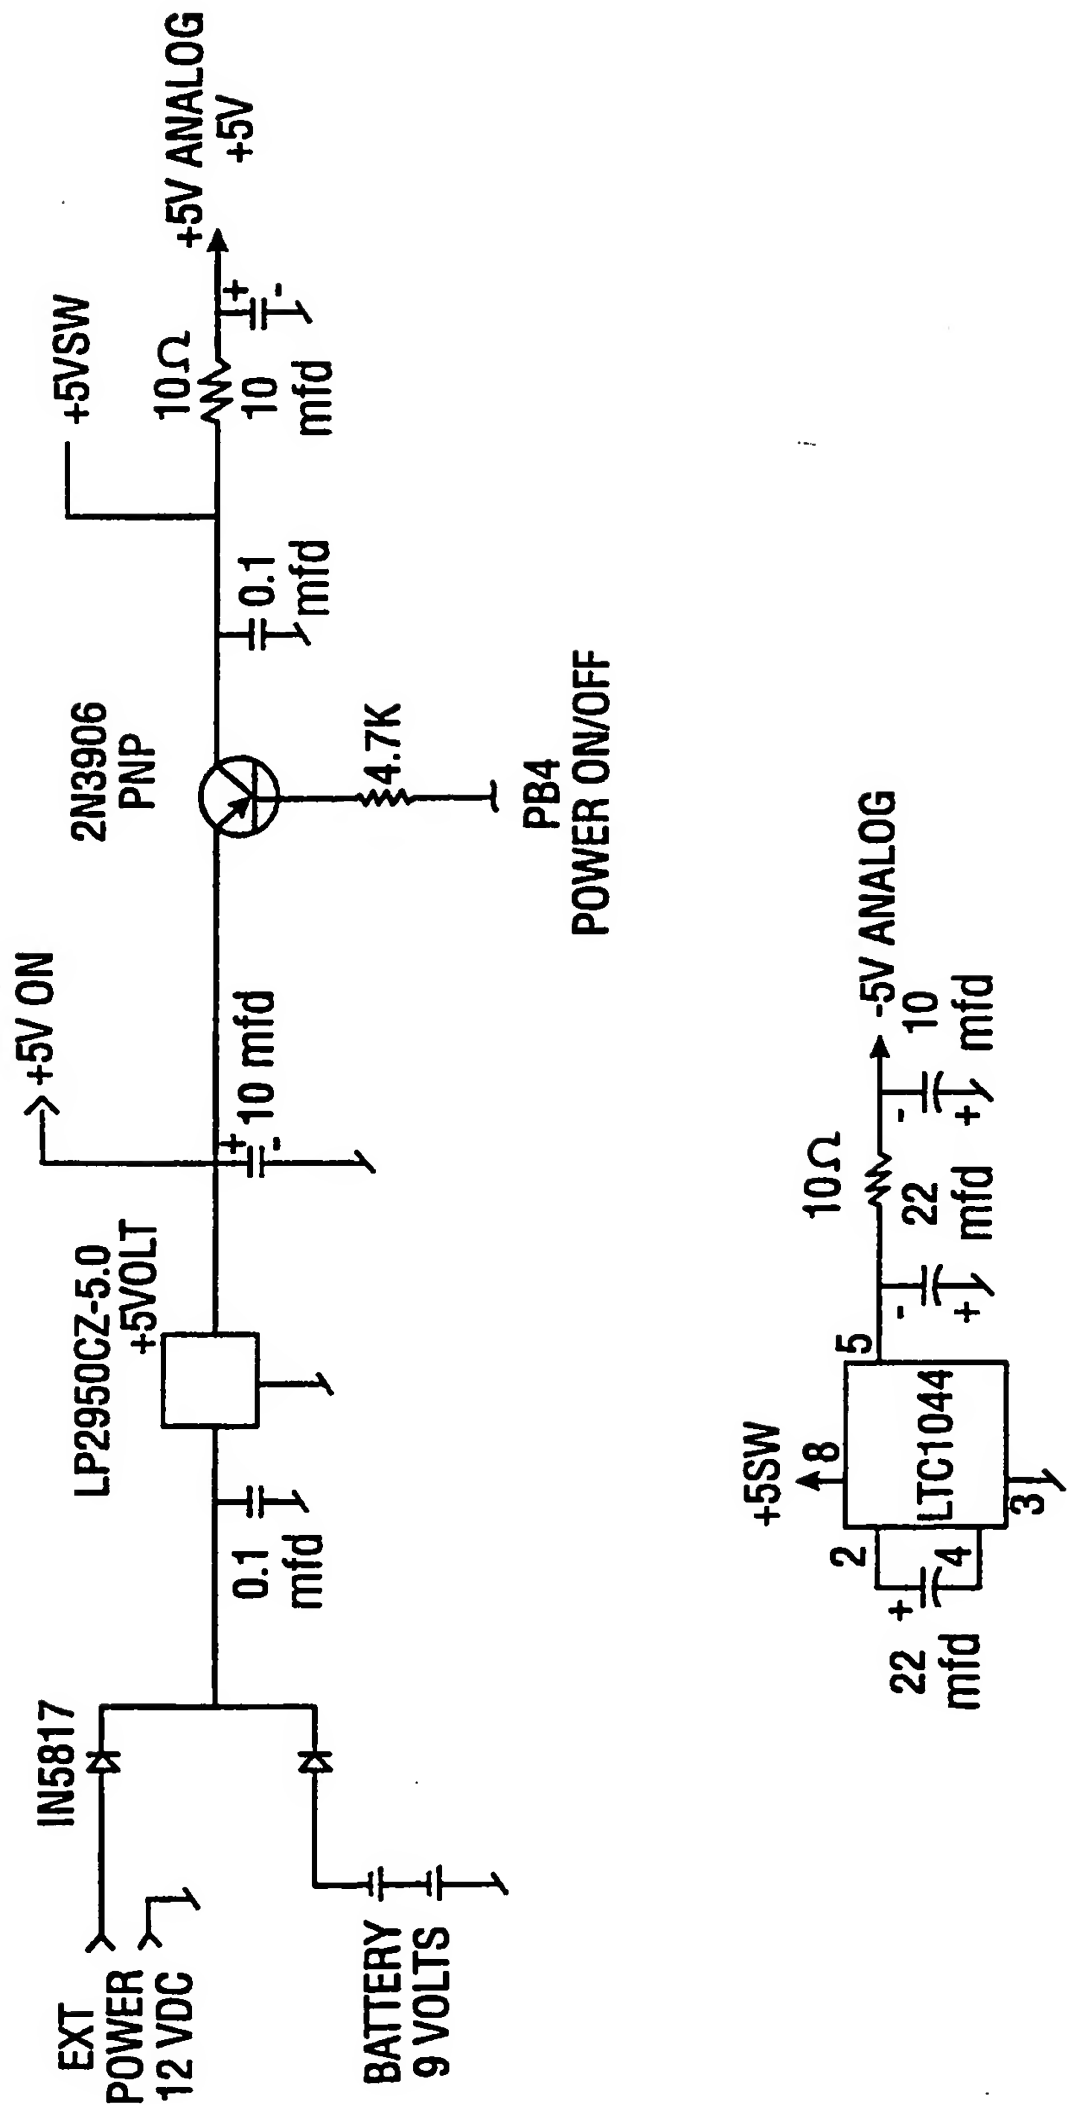 EXT
POWER
12 VDC
BATTERY
9 VOLTS
IN5817
0.1
mfd
LP2950CZ-5.0
+5VOLT
+5V ON
+
-
10 mfd
2N3906
PNP
4.7K
PB4
POWER ON/OFF
0.1
mfd
+5VSW
10Ω
10
mfd
+
-
+5V ANALOG
+5V
22
mfd
+
2
4
+5SW
8
LTC1044
3
5
-
+
22
mfd
10Ω
-
+
10
mfd
-5V ANALOG